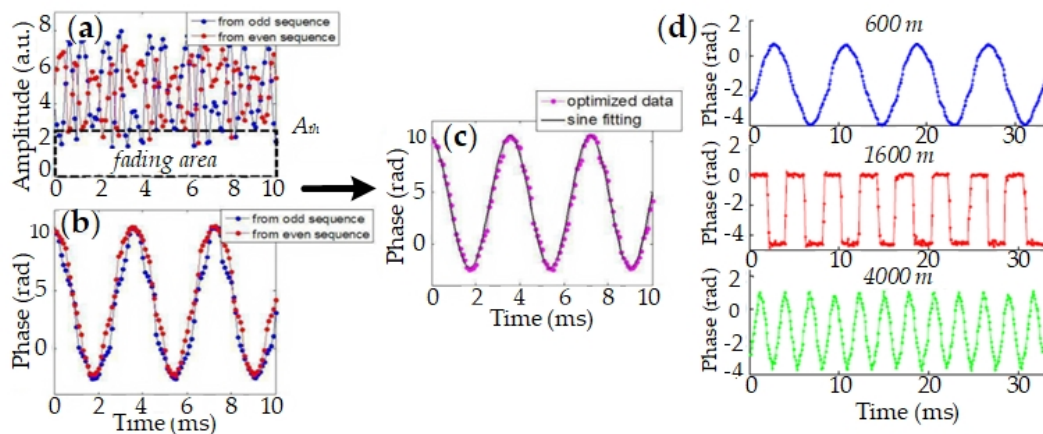 (a)
from odd sequence
from even sequence
Amplitude (a.u.)
8
6
4
2
0
A_th
fading area
0 2 4 6 8 10
(b)
from odd sequence
from even sequence
Phase (rad)
10
5
0
0 2 4 6 8 10
Time (ms)
(c)
optimized data
sine fitting
Phase (rad)
10
5
0
0 2 4 6 8 10
Time (ms)
(d)
600 m
Phase (rad)
2
0
-2
-4
0 10 20 30
1600 m
Phase (rad)
0
-2
-4
0 10 20 30
4000 m
Phase (rad)
2
0
-2
-4
0 10 20 30
Time (ms)